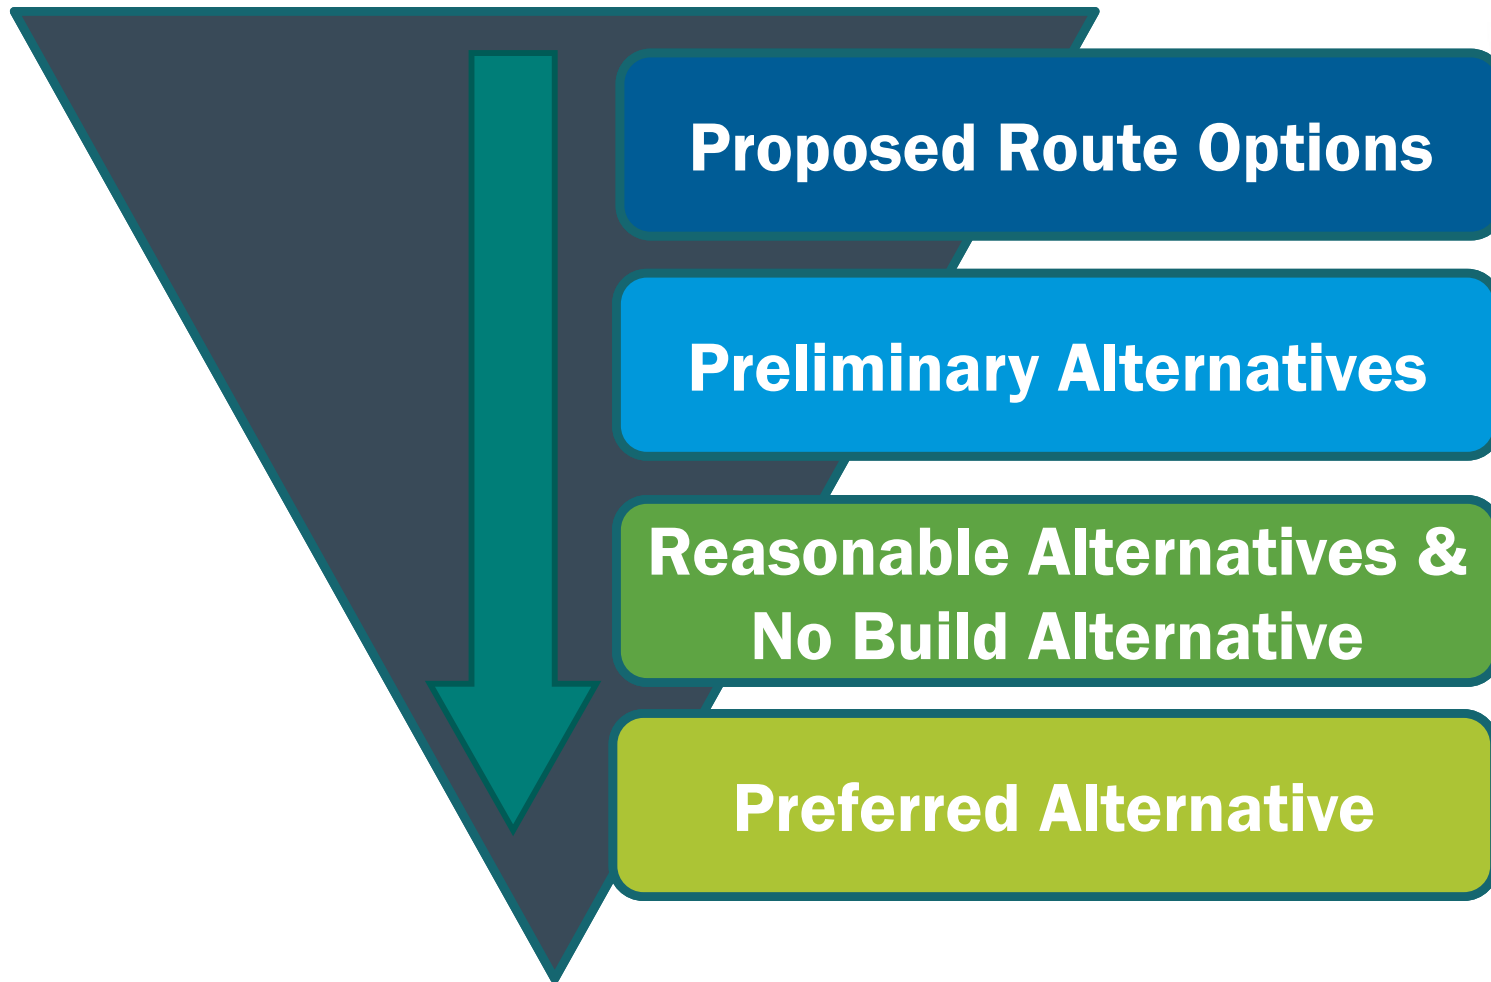 Proposed Route Options
Preliminary Alternatives
Reasonable Alternatives &
No Build Alternative
Preferred Alternative